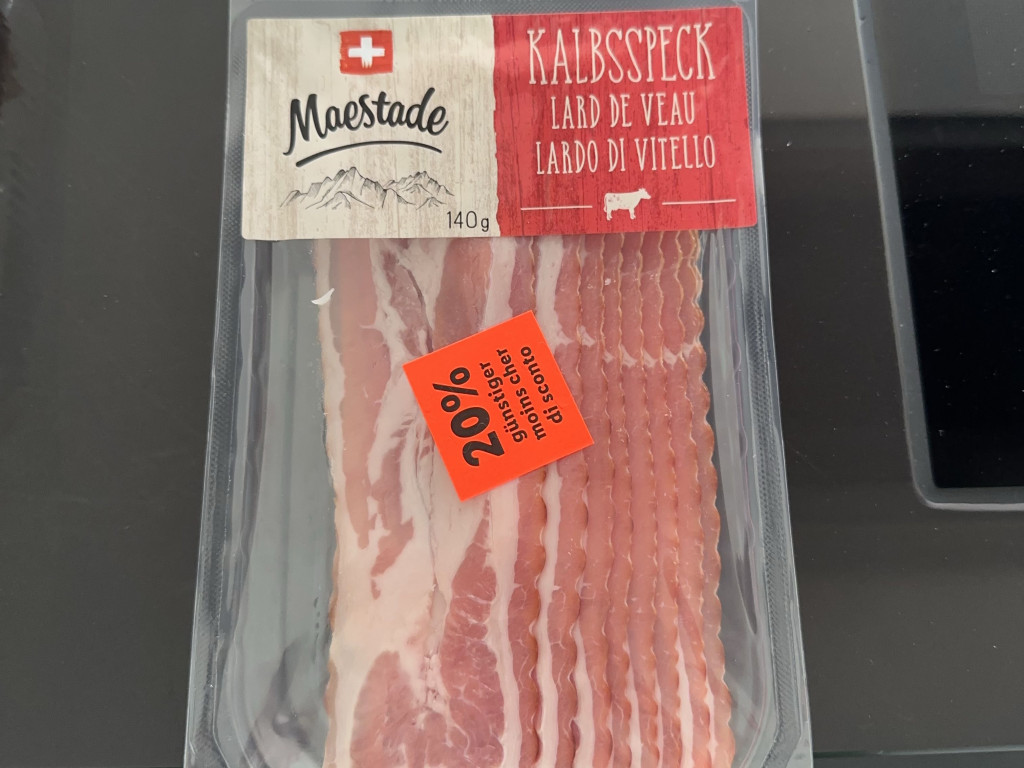 Maestade
140g
KALBSSPECK
LARD DE VEAU
LARDO DI VITELLO
20%
günstiger
moins cher
di sconto